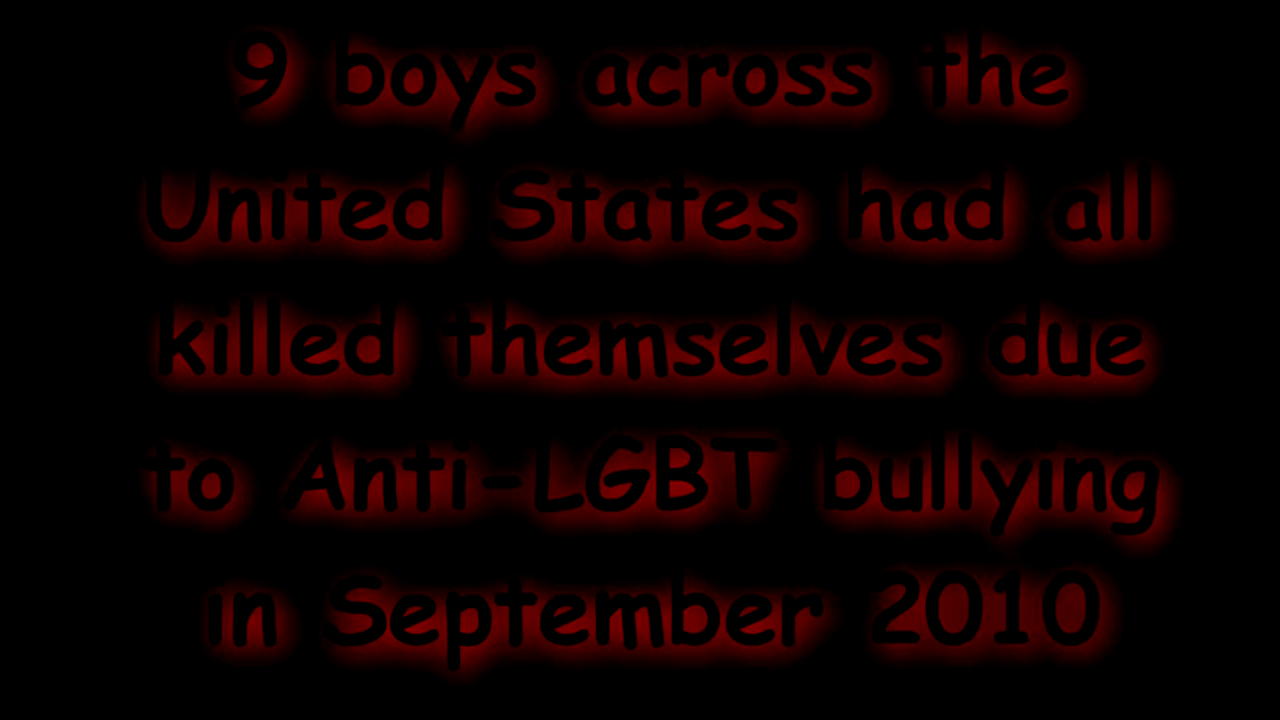 9 boys across the
United States had all
killed themselves due
to Anti-LGBT bullying
in September 2010